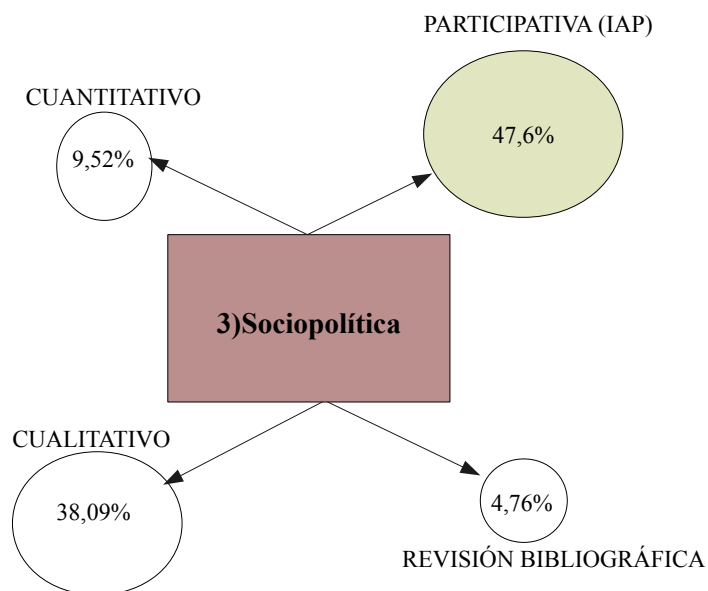 PARTICIPATIVA (IAP)
47,6%
CUANTITATIVO
9,52%
3)Sociopolítica
CUALITATIVO
38,09%
4,76%
REVISIÓN BIBLIOGRÁFICA